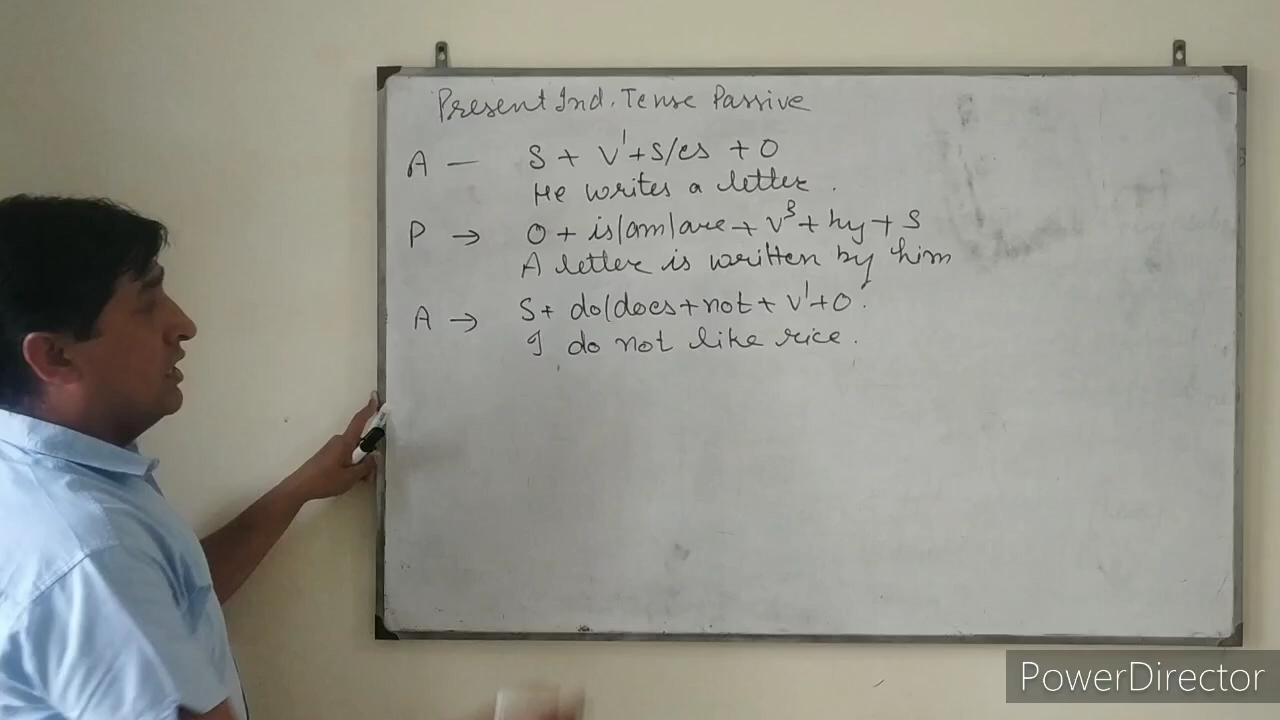 Present Ind. Tense Passive
A — S + V¹ + S/es + O
He writes a letter.
P → O + is/am/are + V³ + by + S
A letter is written by him
A → S + do/does + not + V¹ + O.
I do not like rice.
PowerDirector